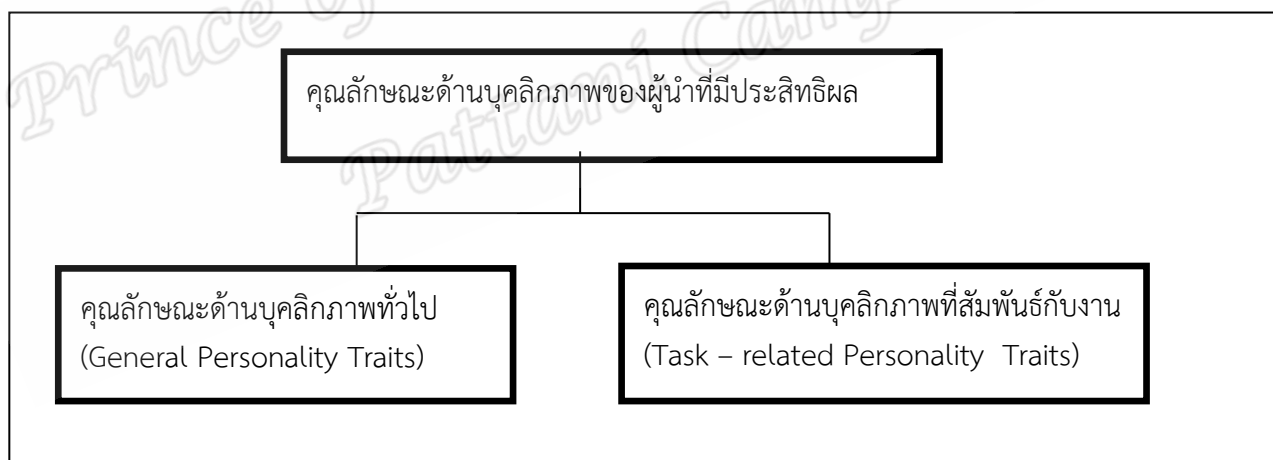 Prince of
Pattani Campus
คุณลักษณะด้านบุคลิกภาพของผู้นำที่มีประสิทธิผล
คุณลักษณะด้านบุคลิกภาพทั่วไป
(General Personality Traits)
คุณลักษณะด้านบุคลิกภาพที่สัมพันธ์กับงาน
(Task – related Personality Traits)